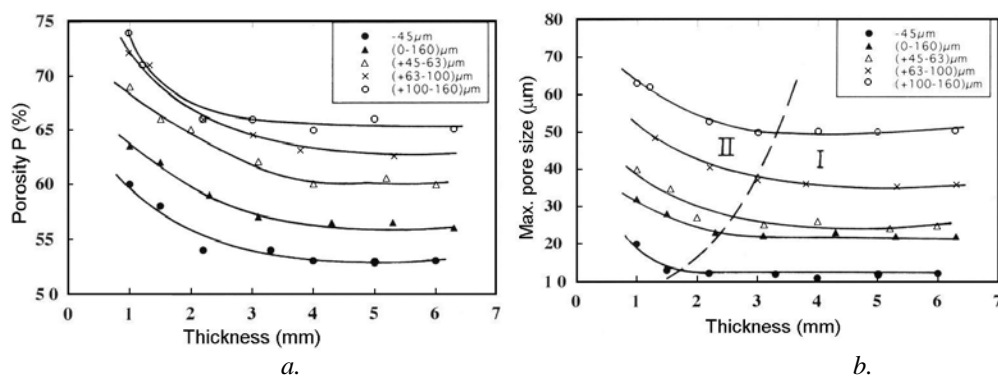 75
70
65
60
55
50
Porosity P (%)
0 1 2 3 4 5 6 7
Thickness (mm)
-45µm
(0-160)µm
(+45-63)µm
(+63-100)µm
(+100-160)µm
a.
80
70
60
50
40
30
20
10
Max. pore size (µm)
0 1 2 3 4 5 6 7
Thickness (mm)
-45µm
(0-160)µm
(+45-63)µm
(+63-100)µm
(+100-160)µm
II
I
b.